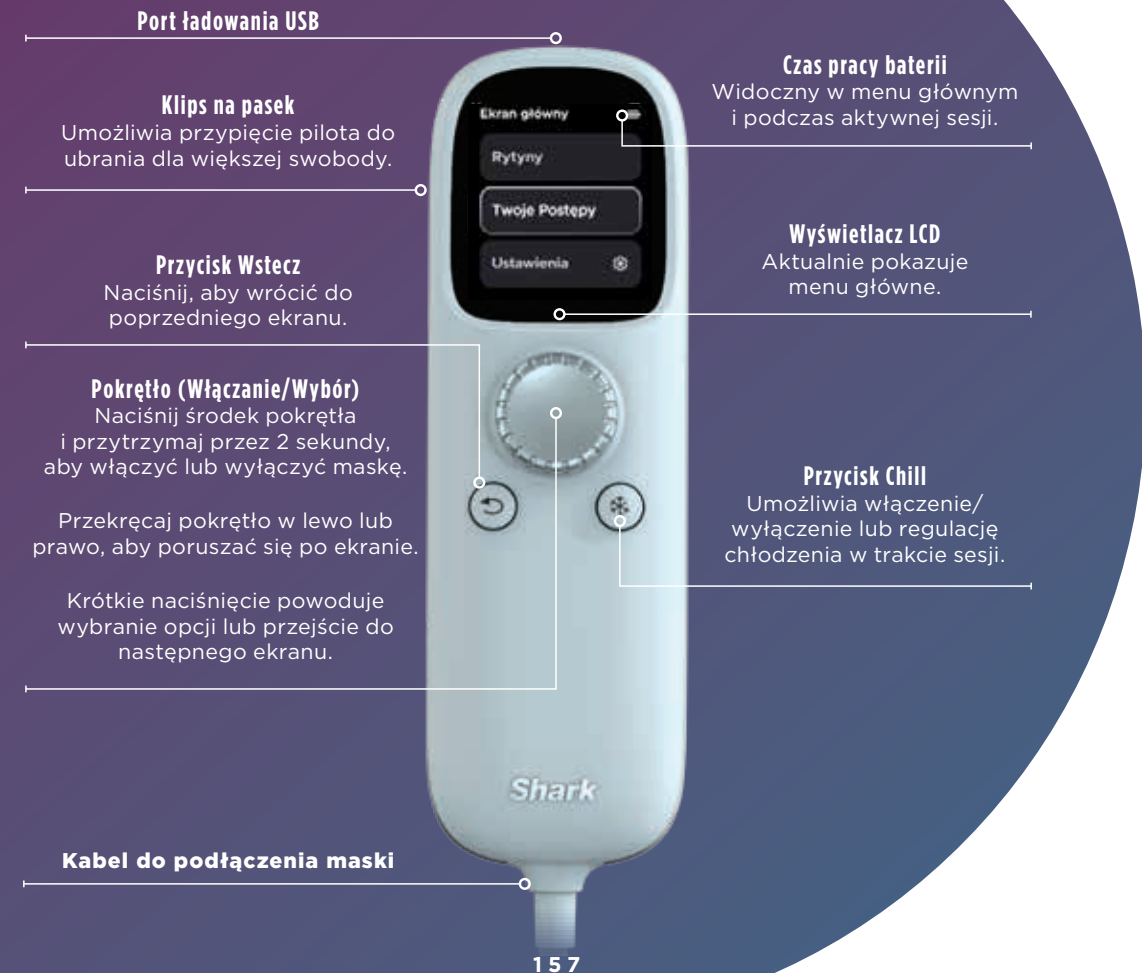 Port ładowania USB
Klips na pasek
Umożliwia przypięcie pilota do
ubrania dla większej swobody.
Przycisk Wstecz
Naciśnij, aby wrócić do
poprzedniego ekranu.
Pokrętło (Włączanie/Wybór)
Naciśnij środek pokrętła
i przytrzymaj przez 2 sekundy,
aby włączyć lub wyłączyć maskę.
Przekręcaj pokrętło w lewo lub
prawo, aby poruszać się po ekranie.
Krótkie naciśnięcie powoduje
wybranie opcji lub przejście do
następnego ekranu.
Kabel do podłączenia maski
Ekran główny
Rytyny
Twoje Postępy
Ustawienia
Shark
Czas pracy baterii
Widoczny w menu głównym
i podczas aktywnej sesji.
Wyświetlacz LCD
Aktualnie pokazuje
menu główne.
Przycisk Chill
Umożliwia włączenie/
wyłączenie lub regulację
chłodzenia w trakcie sesji.
157